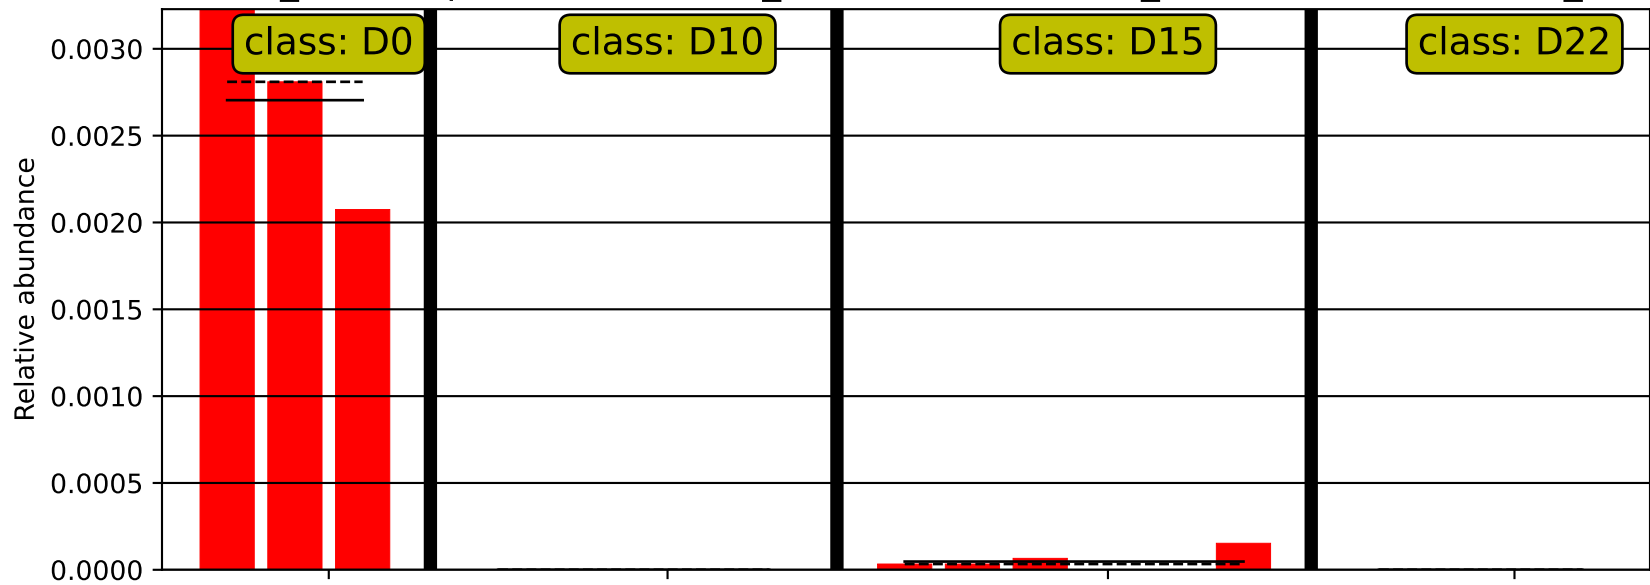 class: D0
class: D10
class: D15
class: D22
Relative abundance
0.0030
0.0025
0.0020
0.0015
0.0010
0.0005
0.0000